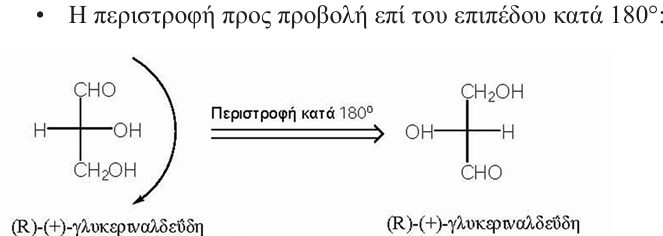 • Η περιστροφή προς προβολή επί του επιπέδου κατά 180°:
CHO
H OH
CH₂OH
Περιστροφή κατά 180⁰
CH₂OH
OH H
CHO
(R)-(+)-γλυκεριναλδεΰδη
(R)-(+)-γλυκεριναλδεΰδη